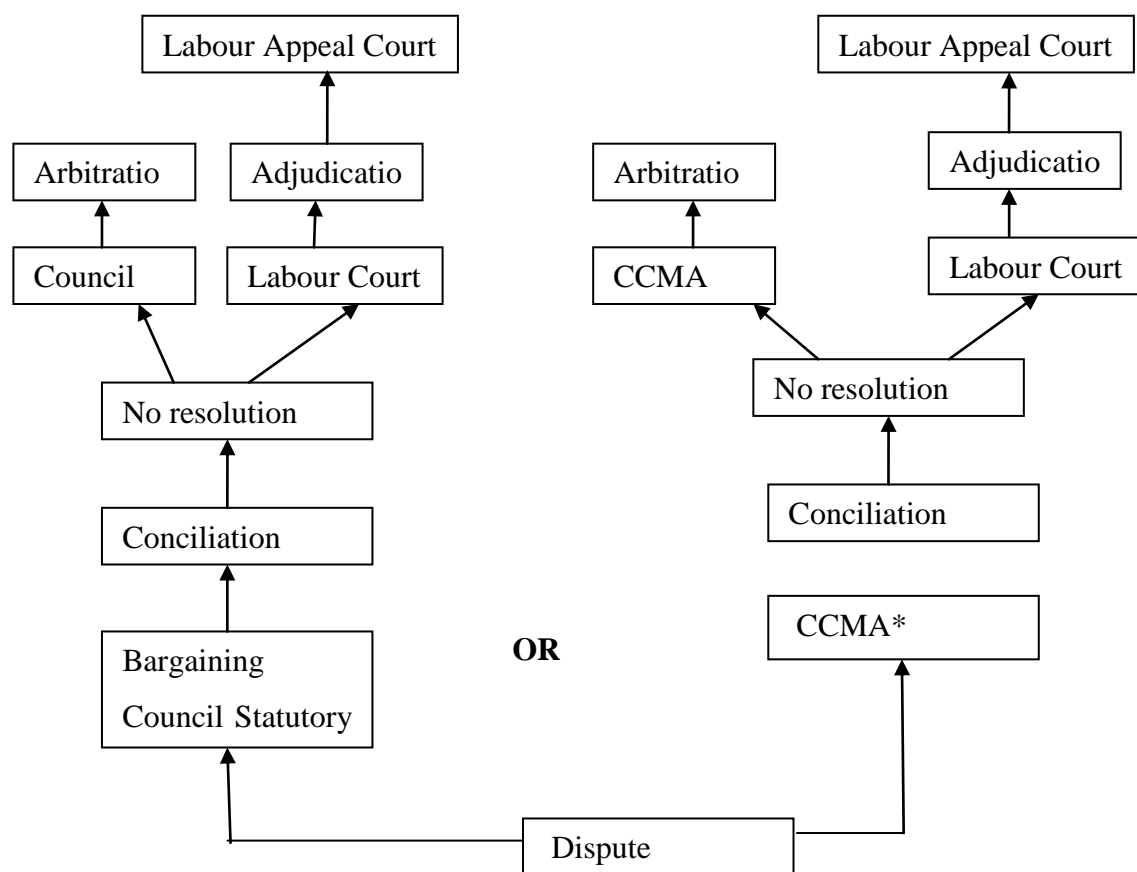 Labour Appeal Court
Labour Appeal Court
Arbitratio
Adjudicatio
Arbitratio
Adjudicatio
Council
Labour Court
CCMA
Labour Court
No resolution
No resolution
Conciliation
Conciliation
Bargaining
Council Statutory
OR
CCMA*
Dispute